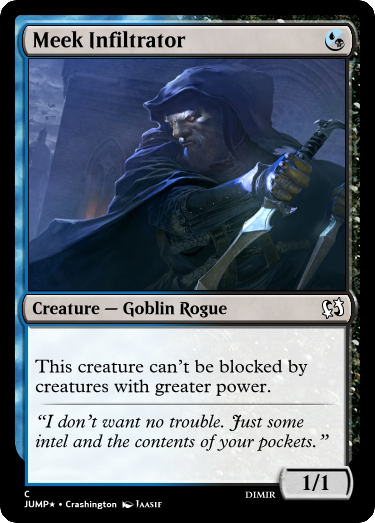 Meek Infiltrator
Creature — Goblin Rogue
This creature can't be blocked by
creatures with greater power.
“I don't want no trouble. Just some
intel and the contents of your pockets.”
1/1
C
JUMP★ • Crashington JAASIF
DIMIR